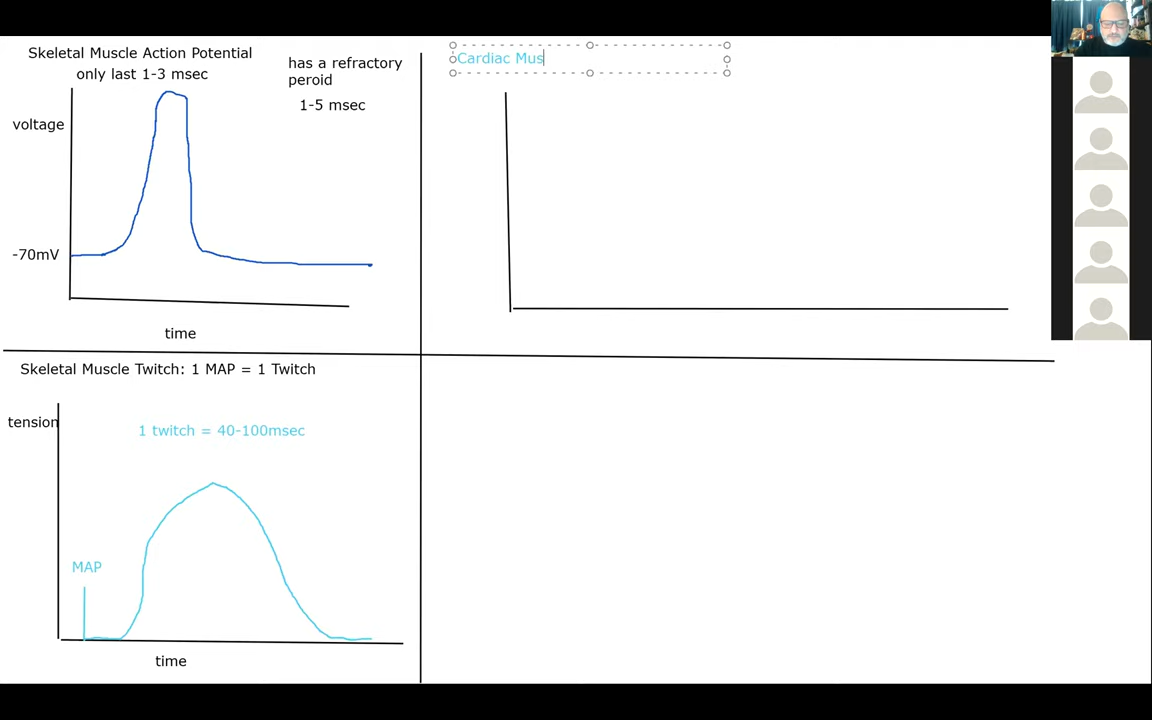 Skeletal Muscle Action Potential
only last 1-3 msec
has a refractory
peroid
1-5 msec
voltage
-70mV
time
Cardiac Mus
Skeletal Muscle Twitch: 1 MAP = 1 Twitch
tension
1 twitch = 40-100msec
MAP
time